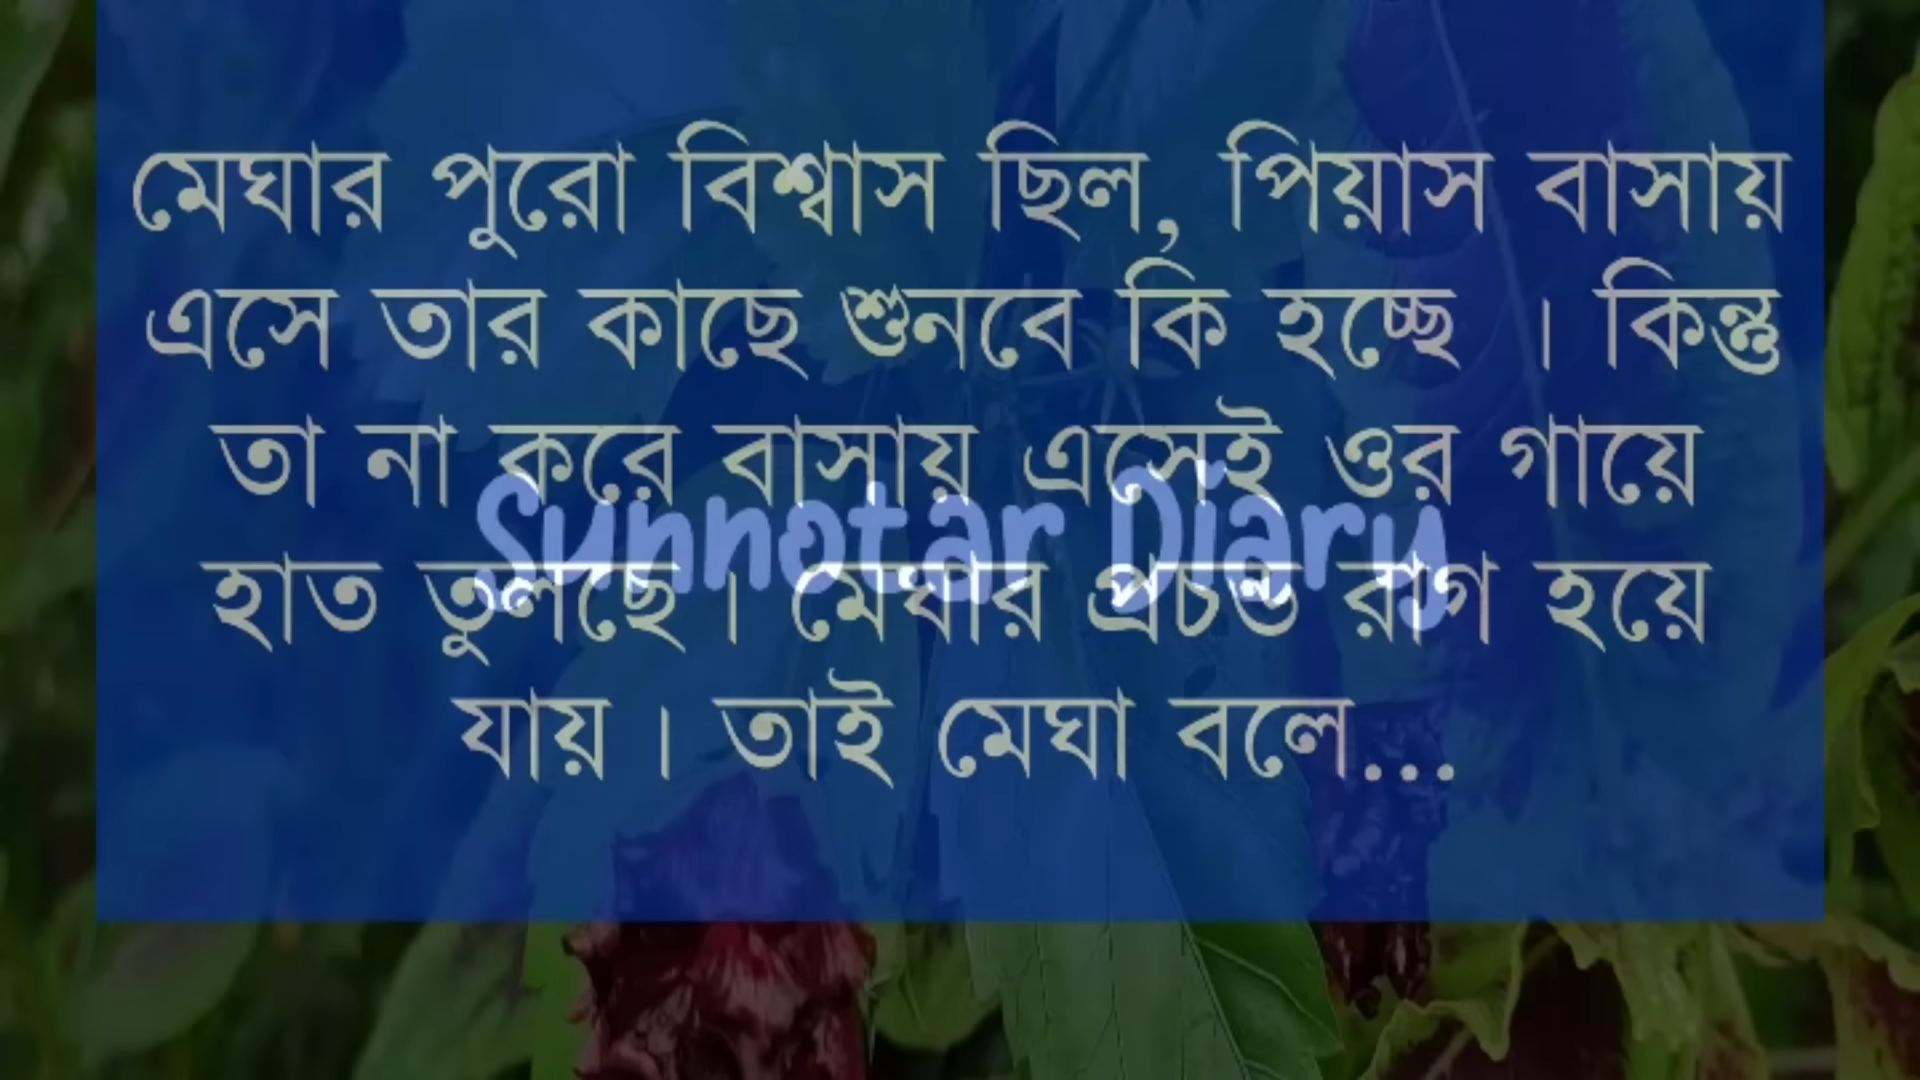 মেঘার পুরো বিশ্বাস ছিল, পিয়াস বাসায়
এসে তার কাছে শুনবে কি হচ্ছে । কিন্তু
তা না করে বাসায় এসেই ওর গায়ে
Sunnotar Diary
হাত তুলছে। মেঘার প্রচন্ড রাগ হয়ে
যায়। তাই মেঘা বলে...